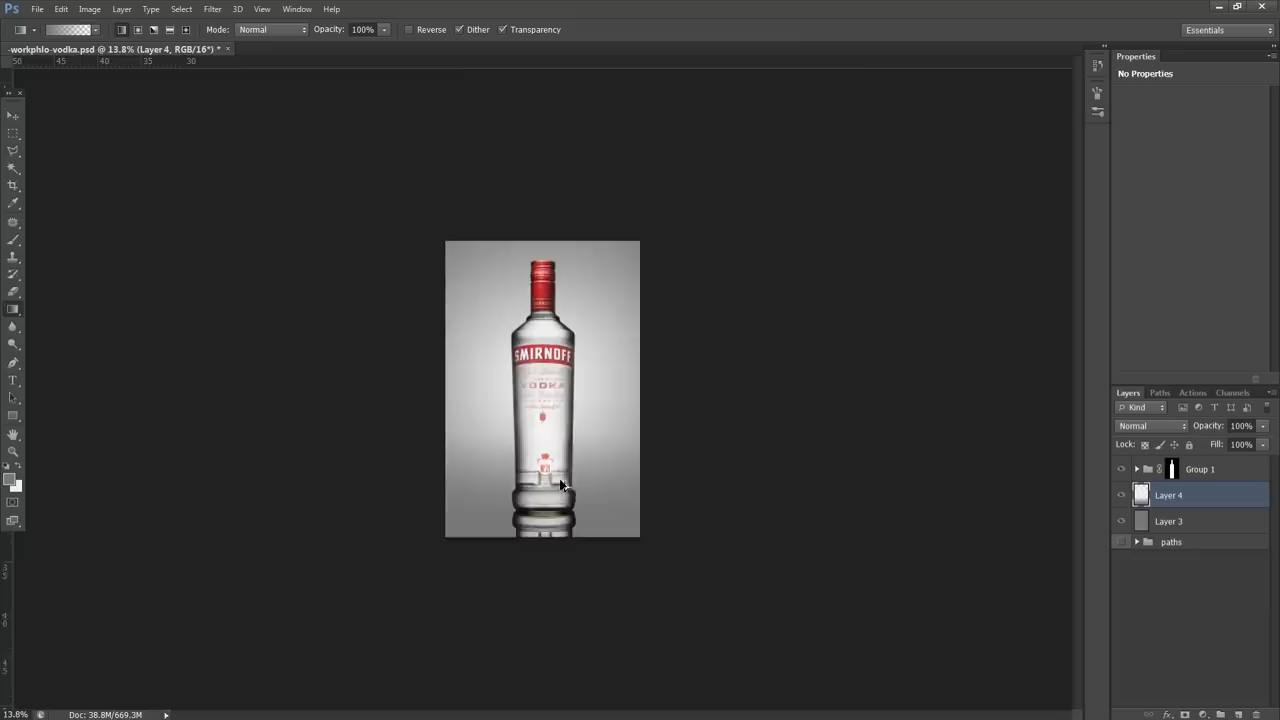 Ps File Edit Image Layer Type Select Filter 3D View Window Help
Mode: Normal Opacity: 100% Reverse Dither Transparency Essentials
-workphlo-vodka.psd @ 13.8% (Layer 4, RGB/16*) * ×
50 45 40 35 30
Properties
No Properties
SMIRNOFF
VODKA
Layers Paths Actions Channels
Kind
Normal Opacity: 100%
Lock: Fill: 100%
Group 1
Layer 4
Layer 3
paths
13.8% Doc: 38.8M/669.3M